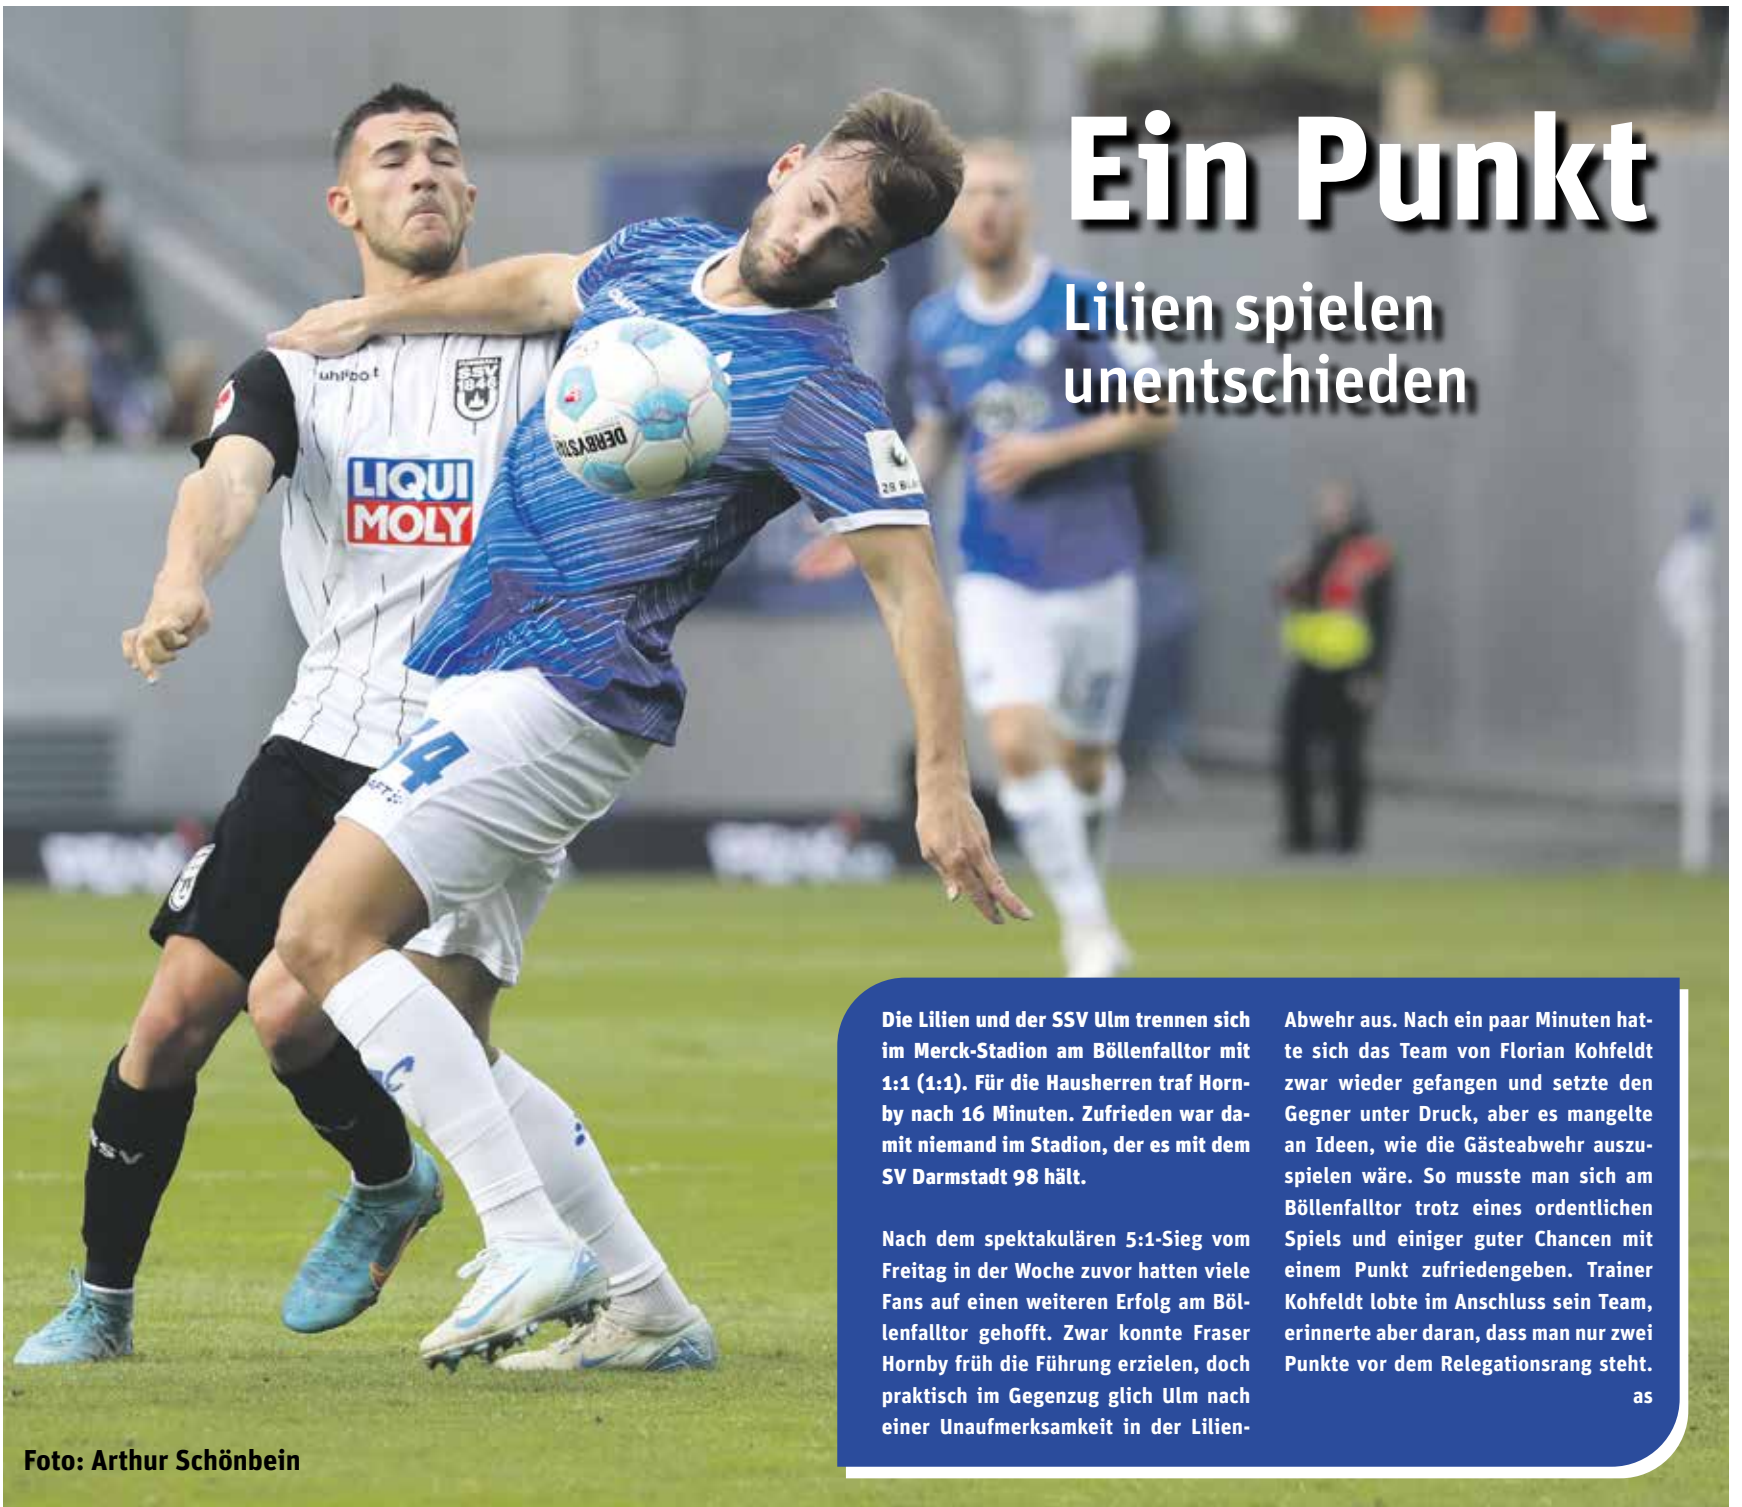 Ein Punkt
Lilien spielen
unentschieden
uhlsport
SSV
1846
LIQUI
MOLY
DERBYSTA
28 BLA
34
AFT
SSV
Die Lilien und der SSV Ulm trennen sich
im Merck-Stadion am Böllenfalltor mit
1:1 (1:1). Für die Hausherren traf Horn-
by nach 16 Minuten. Zufrieden war da-
mit niemand im Stadion, der es mit dem
SV Darmstadt 98 hält.
Nach dem spektakulären 5:1-Sieg vom
Freitag in der Woche zuvor hatten viele
Fans auf einen weiteren Erfolg am Böl-
lenfalltor gehofft. Zwar konnte Fraser
Hornby früh die Führung erzielen, doch
praktisch im Gegenzug glich Ulm nach
einer Unaufmerksamkeit in der Lilien-
Abwehr aus. Nach ein paar Minuten hat-
te sich das Team von Florian Kohfeldt
zwar wieder gefangen und setzte den
Gegner unter Druck, aber es mangelte
an Ideen, wie die Gästeabwehr auszu-
spielen wäre. So musste man sich am
Böllenfalltor trotz eines ordentlichen
Spiels und einiger guter Chancen mit
einem Punkt zufriedengeben. Trainer
Kohfeldt lobte im Anschluss sein Team,
erinnerte aber daran, dass man nur zwei
Punkte vor dem Relegationsrang steht.
as
Foto: Arthur Schönbein